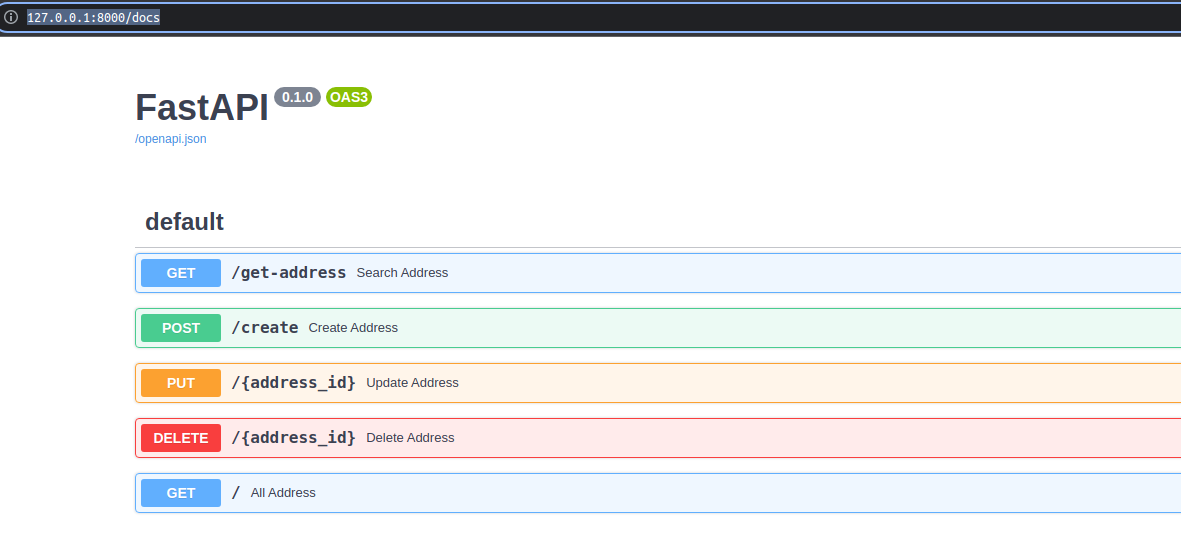 127.0.0.1:8000/docs
FastAPI 0.1.0 OAS3
/openapi.json
default
GET /get-address Search Address
POST /create Create Address
PUT /{address_id} Update Address
DELETE /{address_id} Delete Address
GET / All Address